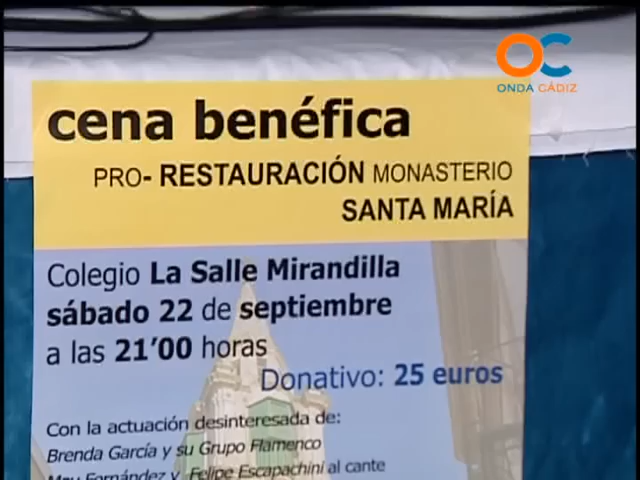 OC
ONDA CÁDIZ
cena benéfica
PRO- RESTAURACIÓN MONASTERIO
SANTA MARÍA
Colegio La Salle Mirandilla
sábado 22 de septiembre
a las 21'00 horas
Donativo: 25 euros
Con la actuación desinteresada de:
Brenda García y su Grupo Flamenco
May Fernández y Felipe Escapachini al cante